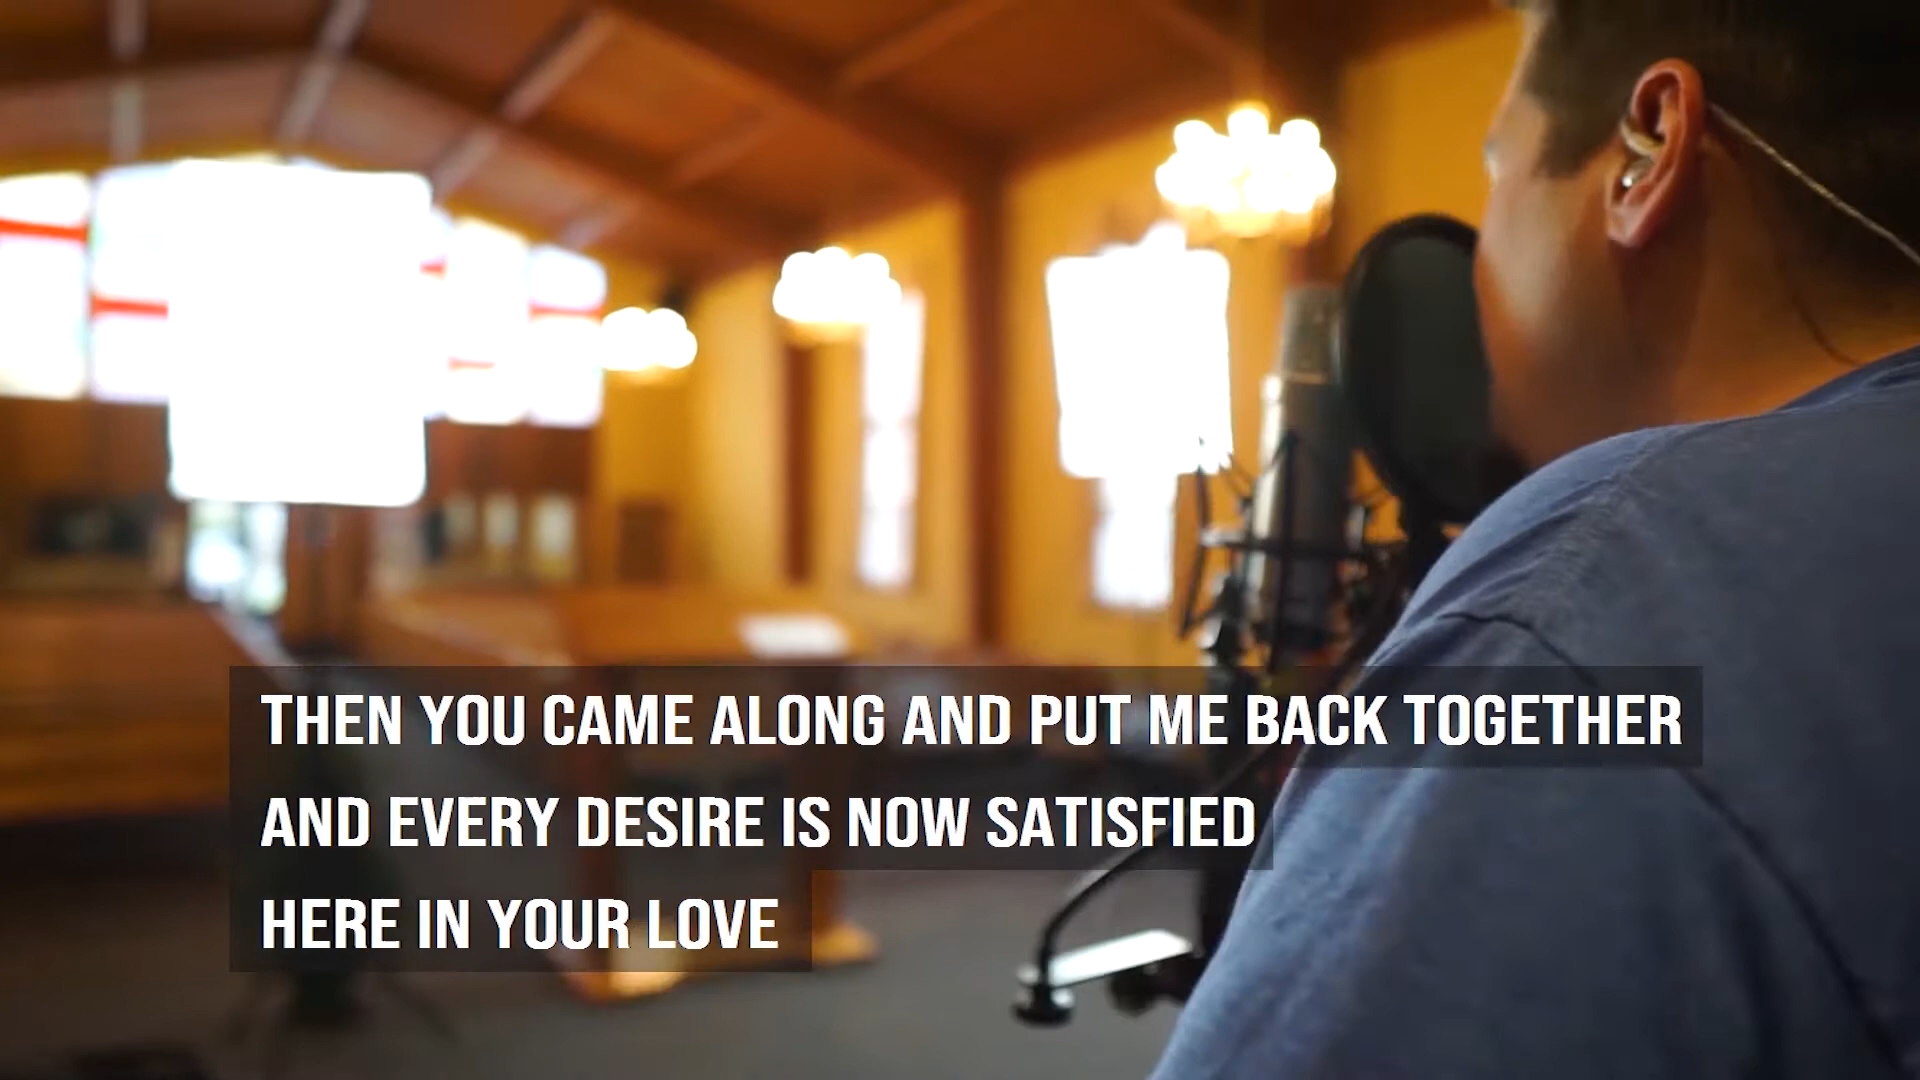 THEN YOU CAME ALONG AND PUT ME BACK TOGETHER
AND EVERY DESIRE IS NOW SATISFIED
HERE IN YOUR LOVE